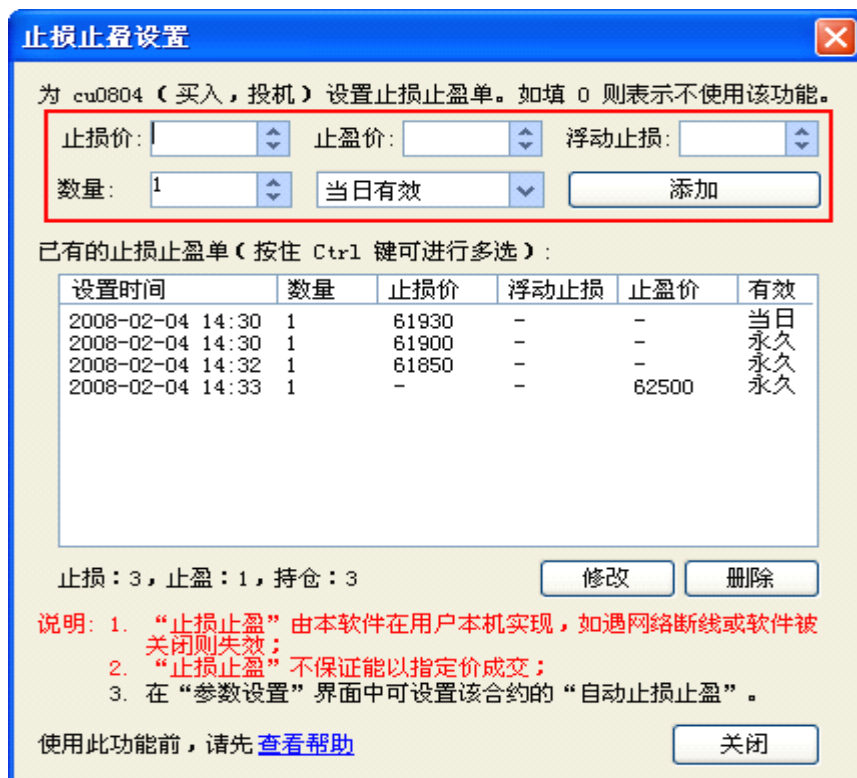 止损止盈设置
为 cu0804 (买入,投机) 设置止损止盈单。如填 0 则表示不使用该功能。
止损价: 止盈价: 浮动止损:
数量: 1 当日有效 添加
已有的止损止盈单(按住 Ctrl 键可进行多选):
设置时间 数量 止损价 浮动止损 止盈价 有效
2008-02-04 14:30 1 61930 - - 当日
2008-02-04 14:30 1 61900 - - 永久
2008-02-04 14:32 1 61850 - - 永久
2008-02-04 14:33 1 - - 62500 永久
止损:3,止盈:1,持仓:3 修改 删除
说明: 1. “止损止盈”由本软件在用户本机实现,如遇网络断线或软件被
关闭则失效;
2. “止损止盈”不保证能以指定价成交;
3. 在“参数设置”界面中可设置该合约的“自动止损止盈”。
使用此功能前,请先 查看帮助 关闭